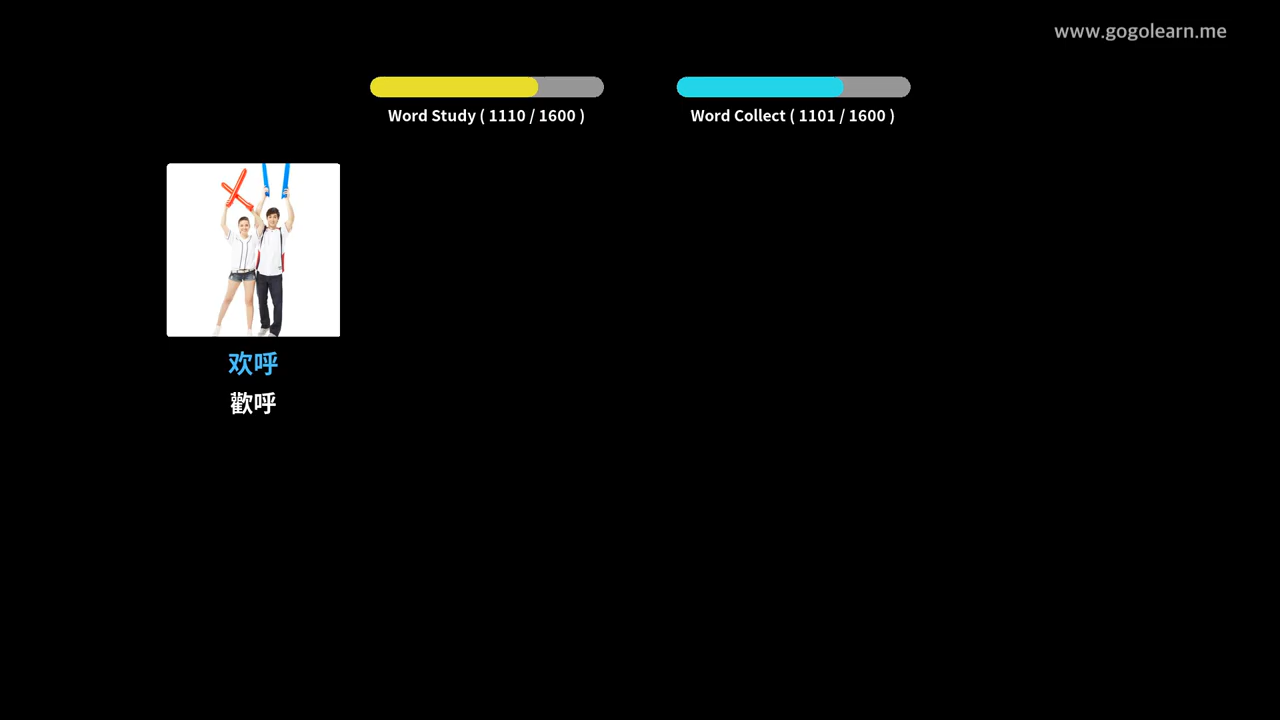 www.gogolearn.me
Word Study ( 1110 / 1600 )
Word Collect ( 1101 / 1600 )
欢呼
歡呼